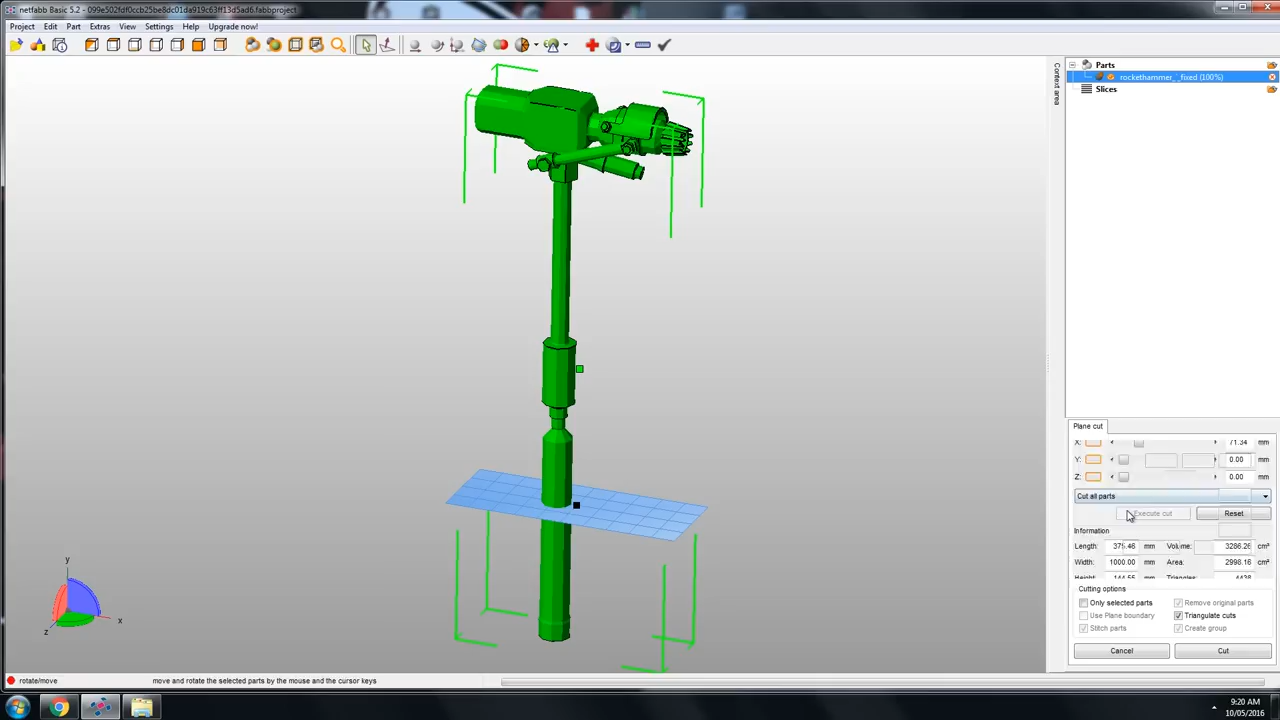 netfabb Basic 5.2 - 099e502fdf0ccb25be8dc01da919c63ff13d5ad6.fabbproject
Project Edit Part Extras View Settings Help Upgrade now!
Context area
Parts
rockethammer_`_fixed (100%)
Slices
Plane cut
X: 71.34 mm
Y: 0.00 mm
Z: 0.00 mm
Cut all parts
Execute cut Reset
Information
Length: 375.46 mm Volume: 3286.26 cm³
Width: 1000.00 mm Area: 2998.16 cm²
Height: 144.55 mm Triangles: 4438
Cutting options
Only selected parts Remove original parts
Use Plane boundary Triangulate cuts
Stitch parts Create group
Cancel Cut
y
x
z
rotate/move move and rotate the selected parts by the mouse and the cursor keys
9:20 AM
10/05/2016